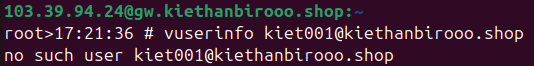 103.39.94.24@gw.kiethanbirooo.shop:~
root>17:21:36 # vuserinfo kiet001@kiethanbirooo.shop
no such user kiet001@kiethanbirooo.shop